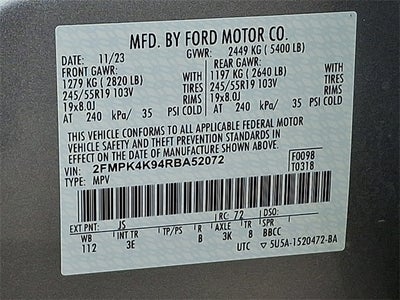 MFD. BY FORD MOTOR CO.
DATE: 11/23 GVWR: 2449 KG (5400 LB)
FRONT GAWR: REAR GAWR:
1279 KG (2820 LB) WITH 1197 KG (2640 LB) WITH
245/55R19 103V TIRES 245/55R19 103V TIRES
19x8.0J RIMS 19x8.0J RIMS
AT 240 kPa/ 35 PSI COLD AT 240 kPa/ 35 PSI COLD
THIS VEHICLE CONFORMS TO ALL APPLICABLE FEDERAL MOTOR
VEHICLE SAFETY AND THEFT PREVENTION STANDARDS IN
EFFECT ON THE DATE OF MANUFACTURE SHOWN ABOVE.
VIN: 2FMPK4K94RBA52072 F0098
TYPE: MPV T0318
EXT PNT: JS RC: 72 DSO:
WB INT TR TP/PS R AXLE TR SPR
112 3E B 3K B BBCC
UTC ▽ 5U5A-1520472-BA